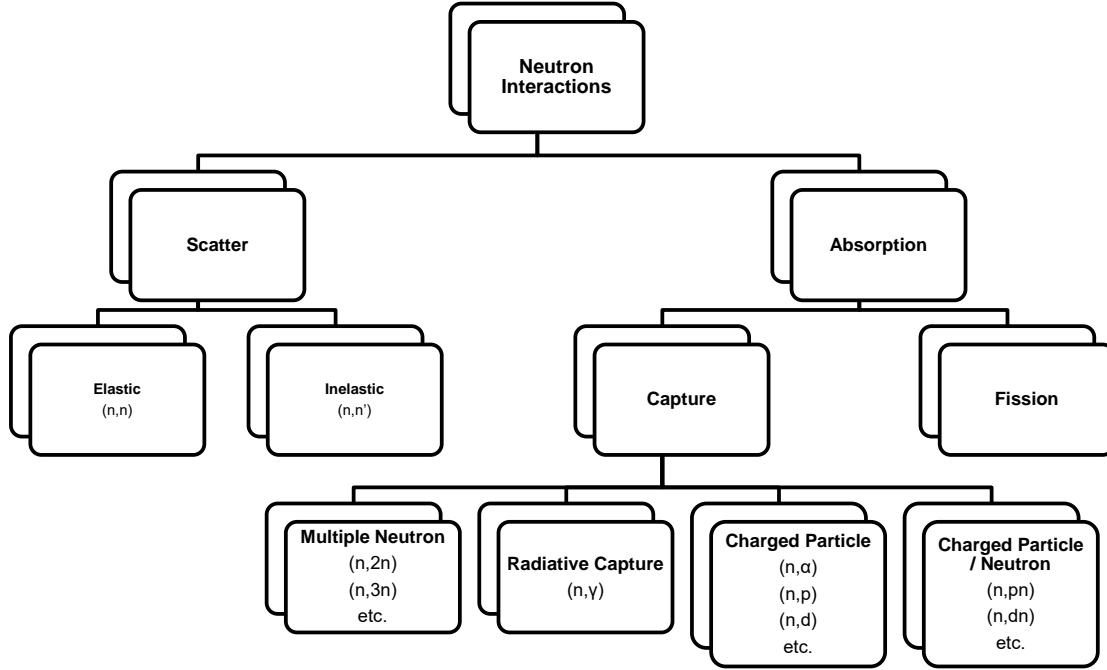 Neutron
Interactions
Scatter
Absorption
Elastic
(n,n)
Inelastic
(n,n’)
Capture
Fission
Multiple Neutron
(n,2n)
(n,3n)
etc.
Radiative Capture
(n,γ)
Charged Particle
(n,α)
(n,p)
(n,d)
etc.
Charged Particle
/ Neutron
(n,pn)
(n,dn)
etc.